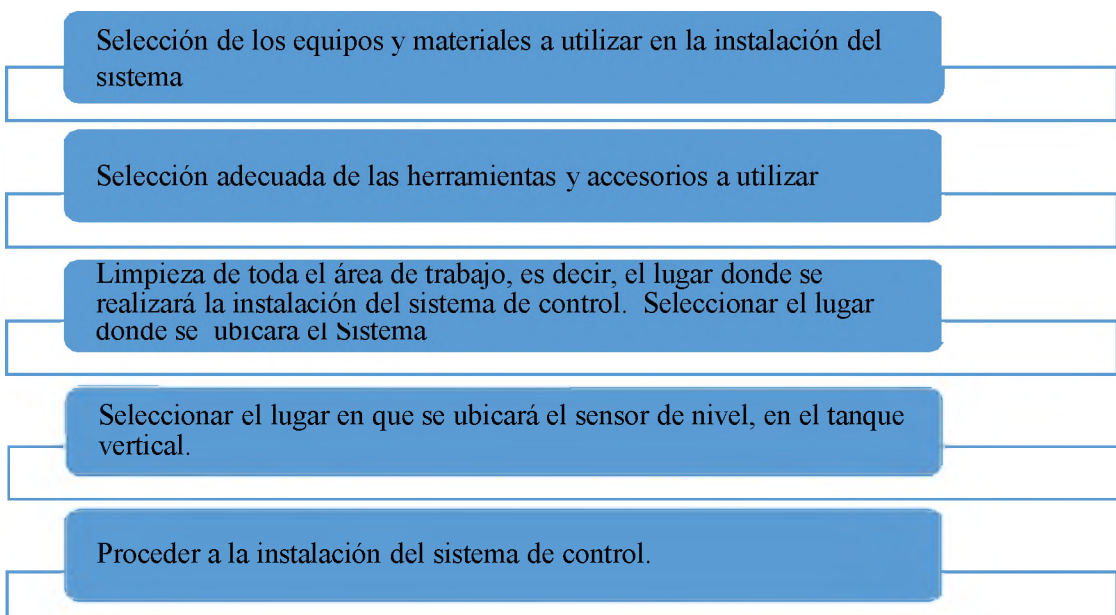 Selección de los equipos y materiales a utilizar en la instalación del
sistema
Selección adecuada de las herramientas y accesorios a utilizar
Limpieza de toda el área de trabajo, es decir, el lugar donde se
realizará la instalación del sistema de control. Seleccionar el lugar
donde se ubicara el Sistema
Seleccionar el lugar en que se ubicará el sensor de nivel, en el tanque
vertical.
Proceder a la instalación del sistema de control.